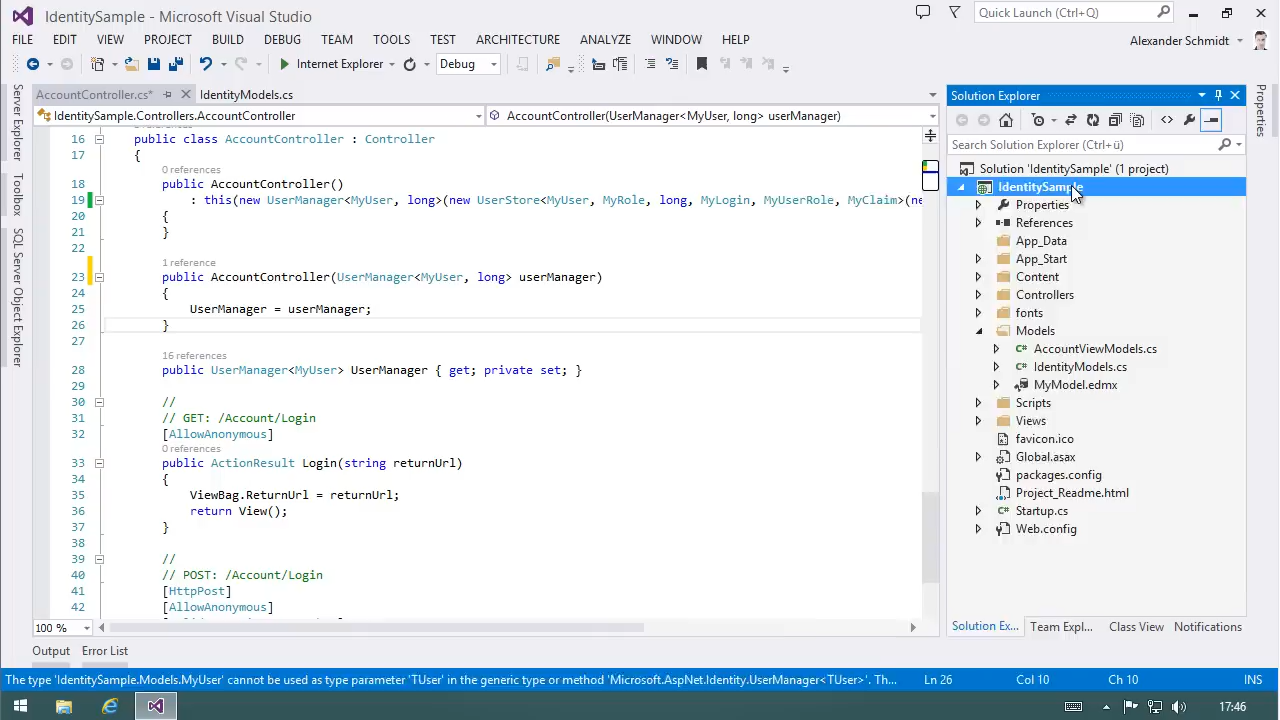 IdentitySample - Microsoft Visual Studio
Quick Launch (Ctrl+Q)
FILE EDIT VIEW PROJECT BUILD DEBUG TEAM TOOLS TEST ARCHITECTURE ANALYZE WINDOW HELP
Alexander Schmidt
Internet Explorer Debug
AccountController.cs* IdentityModels.cs
IdentitySample.Controllers.AccountController AccountController(UserManager<MyUser, long> userManager)
16 public class AccountController : Controller
17 {
0 references
18 public AccountController()
19 : this(new UserManager<MyUser, long>(new UserStore<MyUser, MyRole, long, MyLogin, MyUserRole, MyClaim>(ne
20 {
21 }
22
1 reference
23 public AccountController(UserManager<MyUser, long> userManager)
24 {
25 UserManager = userManager;
26 }
27
16 references
28 public UserManager<MyUser> UserManager { get; private set; }
29
30 //
31 // GET: /Account/Login
32 [AllowAnonymous]
0 references
33 public ActionResult Login(string returnUrl)
34 {
35 ViewBag.ReturnUrl = returnUrl;
36 return View();
37 }
38
39 //
40 // POST: /Account/Login
41 [HttpPost]
42 [AllowAnonymous]
100 %
Server Explorer
Toolbox
SQL Server Object Explorer
Solution Explorer
Search Solution Explorer (Ctrl+ü)
Solution 'IdentitySample' (1 project)
IdentitySample
Properties
References
App_Data
App_Start
Content
Controllers
fonts
Models
AccountViewModels.cs
IdentityModels.cs
MyModel.edmx
Scripts
Views
favicon.ico
Global.asax
packages.config
Project_Readme.html
Startup.cs
Web.config
Solution Ex... Team Expl... Class View Notifications
Properties
Output Error List
The type 'IdentitySample.Models.MyUser' cannot be used as type parameter 'TUser' in the generic type or method 'Microsoft.AspNet.Identity.UserManager<TUser>'. Th... Ln 26 Col 10 Ch 10 INS
17:46